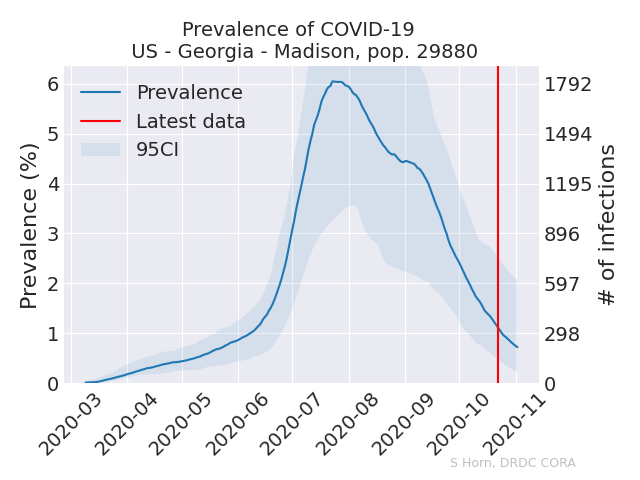 Prevalence of COVID-19
US - Georgia - Madison, pop. 29880
Prevalence
Latest data
95CI
Prevalence (%)
6
5
4
3
2
1
0
1792
1494
1195
896
597
298
0
# of infections
2020-03
2020-04
2020-05
2020-06
2020-07
2020-08
2020-09
2020-10
2020-11
S Horn, DRDC CORA